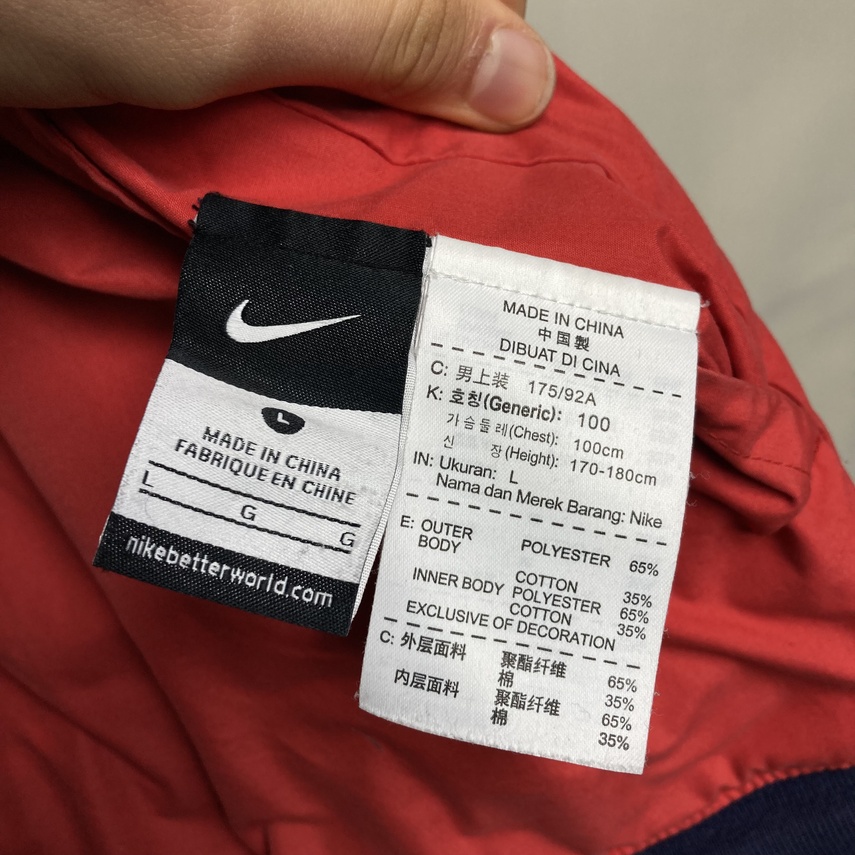 L
MADE IN CHINA
FABRIQUE EN CHINE
L
G
G
nikebetterworld.com
MADE IN CHINA
中国製
DIBUAT DI CINA
C: 男上装 175/92A
K: 호칭(Generic): 100
가슴둘레(Chest): 100cm
신 장(Height): 170-180cm
IN: Ukuran: L
Nama dan Merek Barang: Nike
E: OUTER BODY POLYESTER 65%
COTTON 35%
INNER BODY POLYESTER 65%
COTTON 35%
EXCLUSIVE OF DECORATION
C: 外层面料 聚酯纤维 65%
棉 35%
内层面料 聚酯纤维 65%
棉 35%